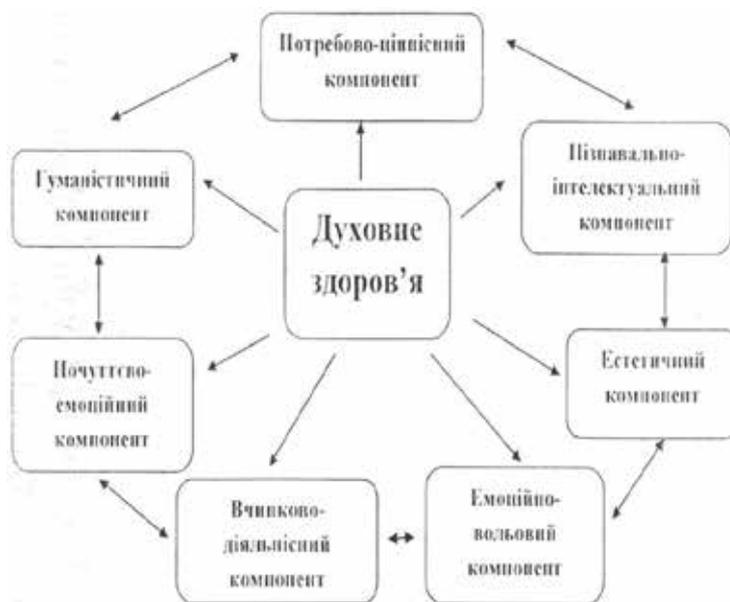 Потребово-ціннісний
компонент
Гуманістичний
компонент
Пізнавально-
інтелектуальний
компонент
Духовне
здоров’я
Почуттєво-
емоційний
компонент
Естетичний
компонент
Вчинково-
діяльнісний
компонент
Емоційно-
вольовий
компонент